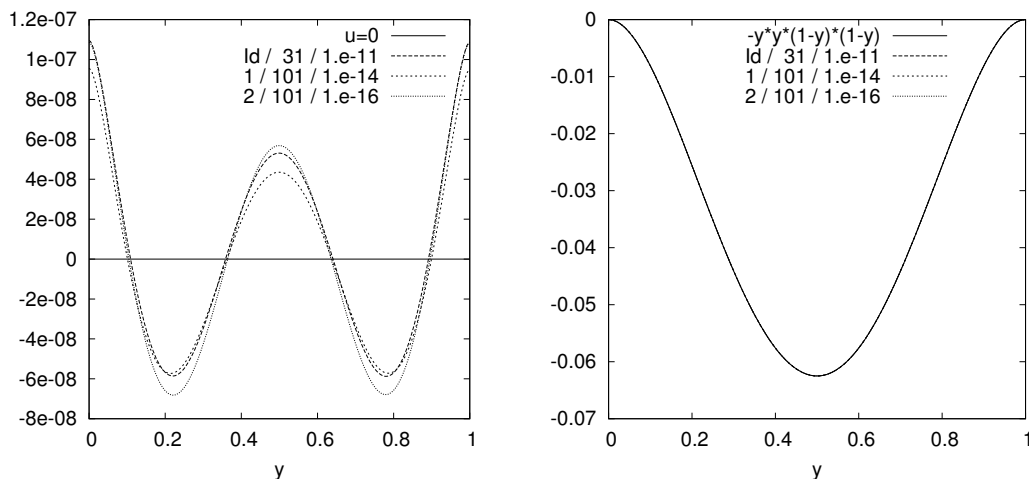 1.2e-07
1e-07
8e-08
6e-08
4e-08
2e-08
0
-2e-08
-4e-08
-6e-08
-8e-08
0 0.2 0.4 0.6 0.8 1
y
u=0
Id / 31 / 1.e-11
1 / 101 / 1.e-14
2 / 101 / 1.e-16
0
-0.01
-0.02
-0.03
-0.04
-0.05
-0.06
-0.07
0 0.2 0.4 0.6 0.8 1
y
-y*y*(1-y)*(1-y)
Id / 31 / 1.e-11
1 / 101 / 1.e-14
2 / 101 / 1.e-16